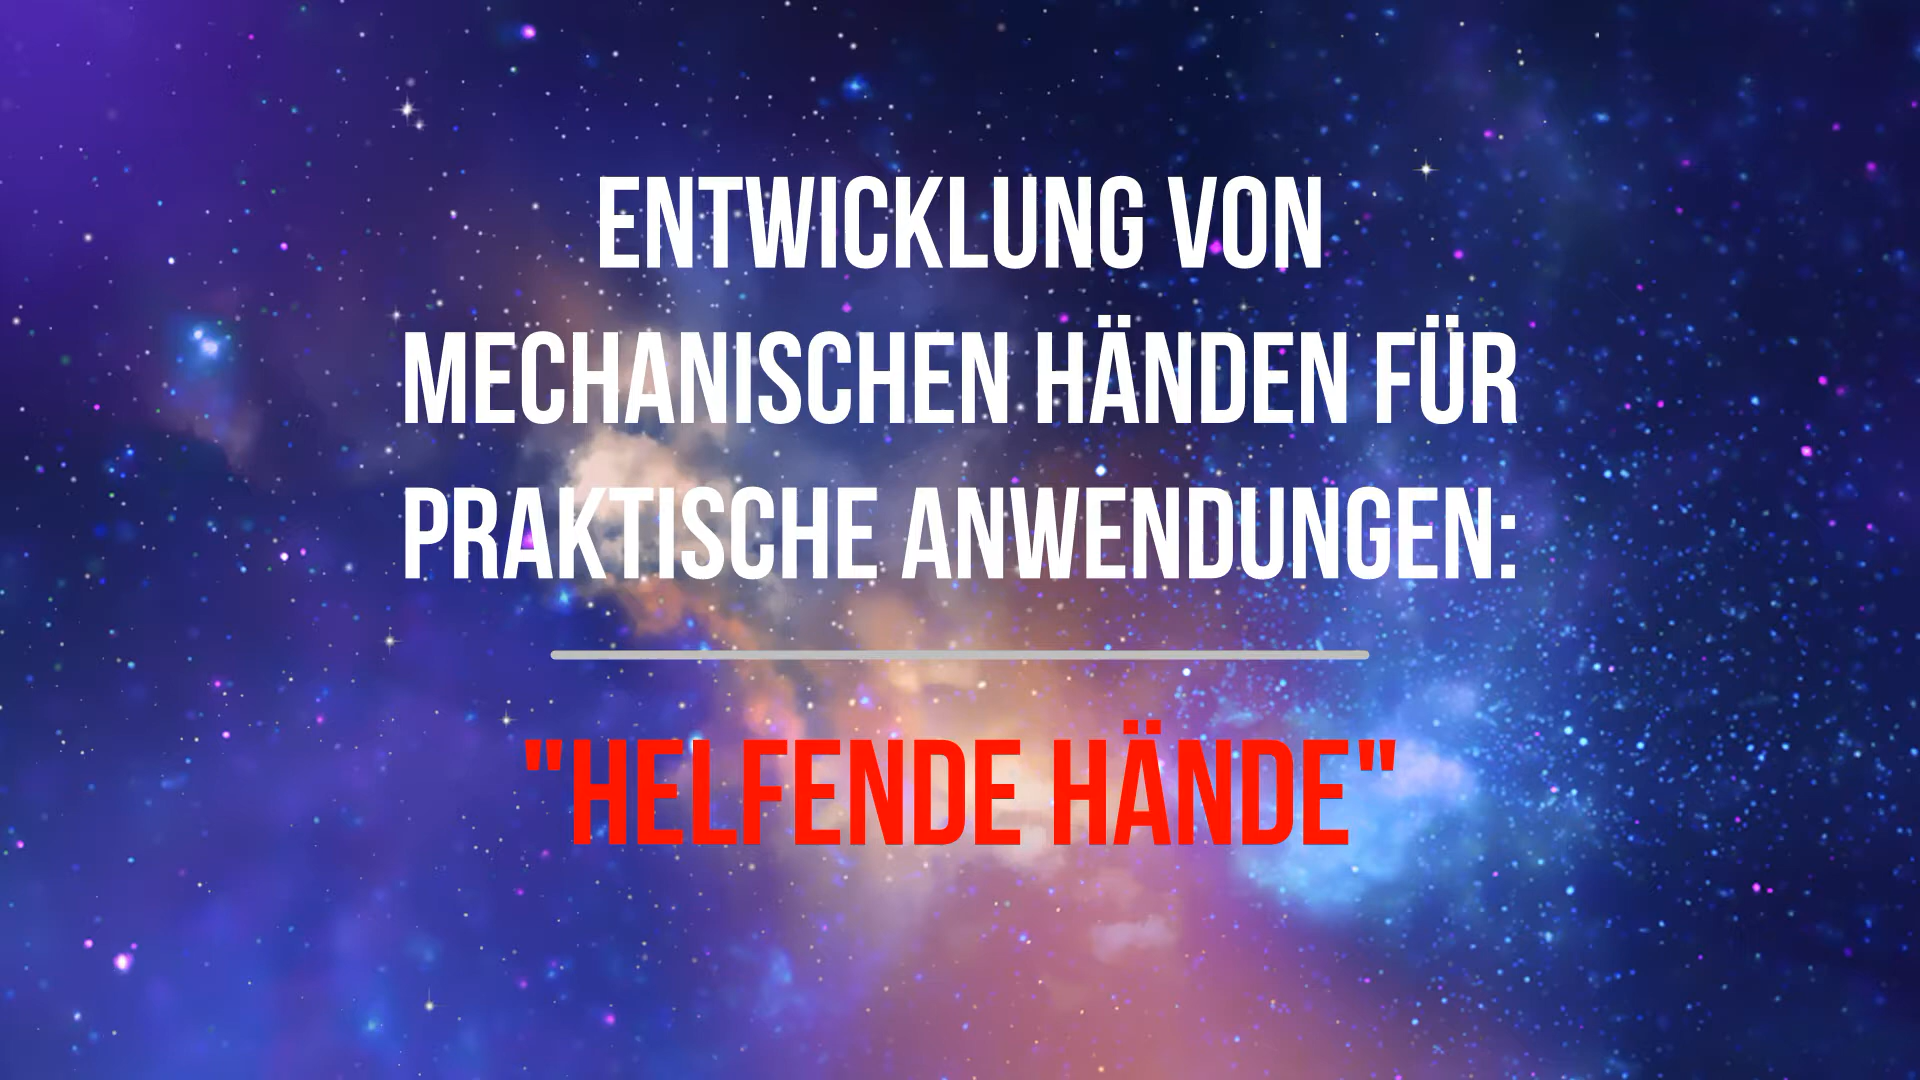 ENTWICKLUNG VON
MECHANISCHEN HÄNDEN FÜR
PRAKTISCHE ANWENDUNGEN:
"HELFENDE HÄNDE"